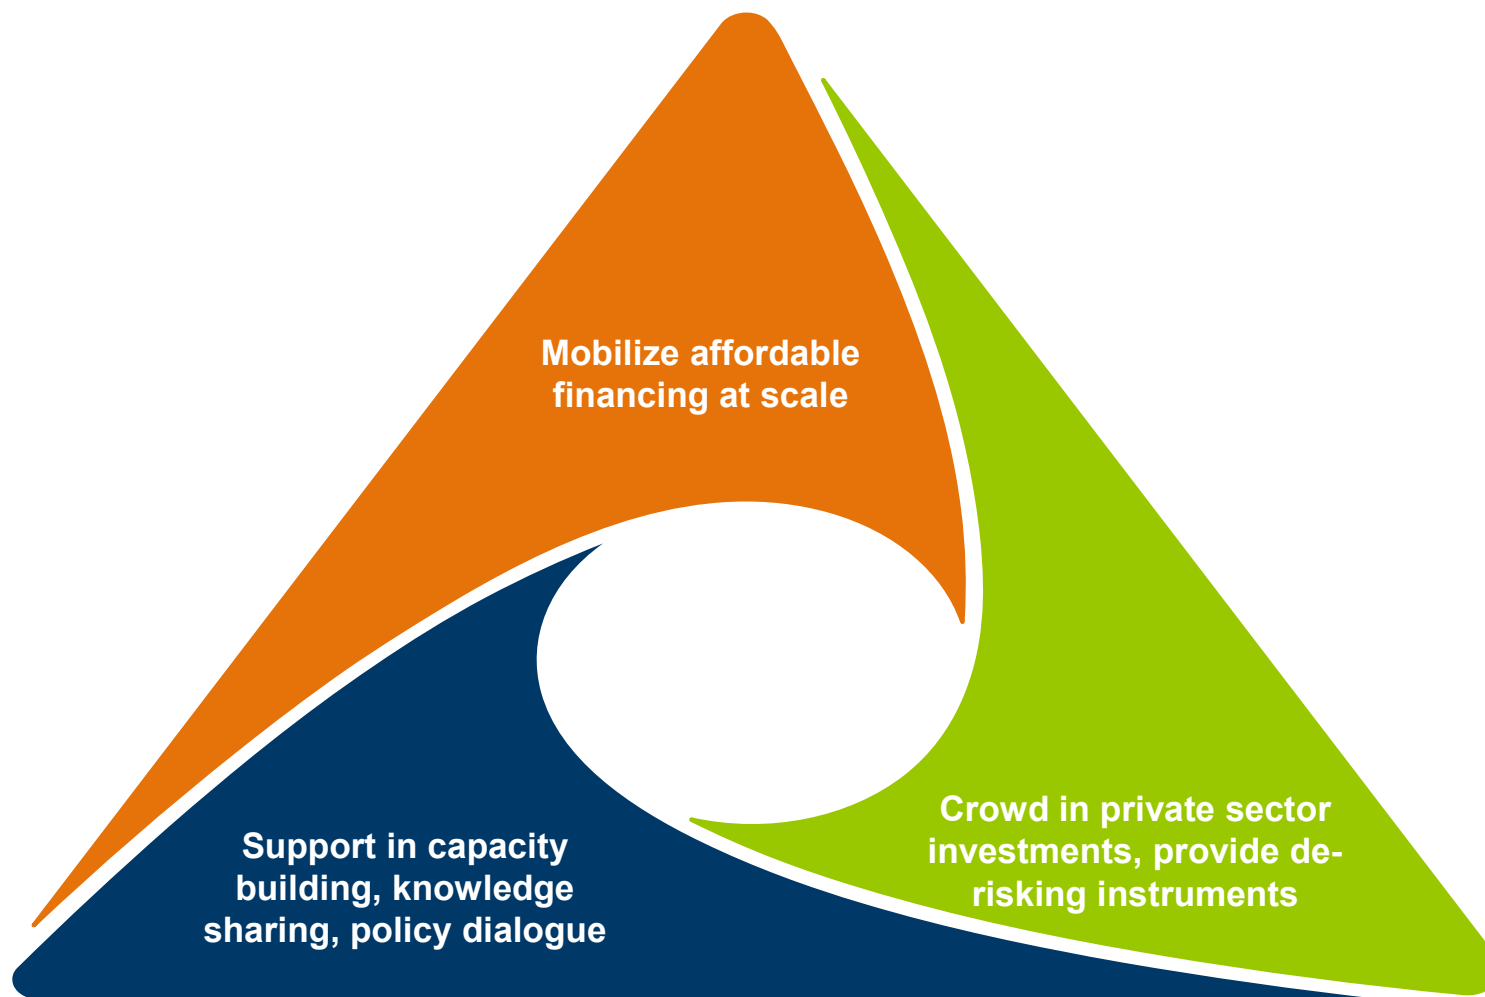 Mobilize affordable
financing at scale
Support in capacity
building, knowledge
sharing, policy dialogue
Crowd in private sector
investments, provide de-
risking instruments